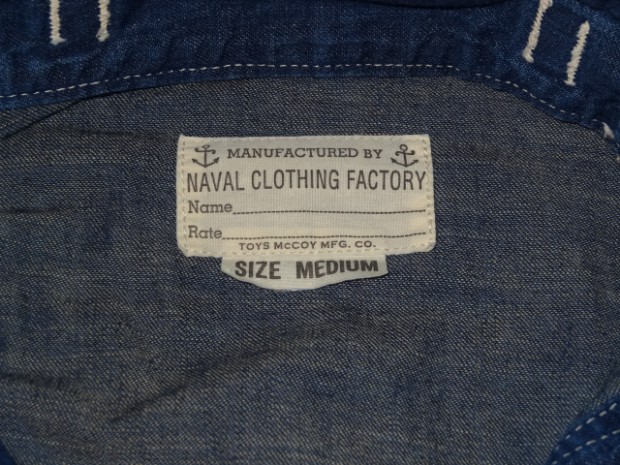 MANUFACTURED BY
NAVAL CLOTHING FACTORY
Name
Rate
TOYS McCOY MFG. CO.
SIZE MEDIUM